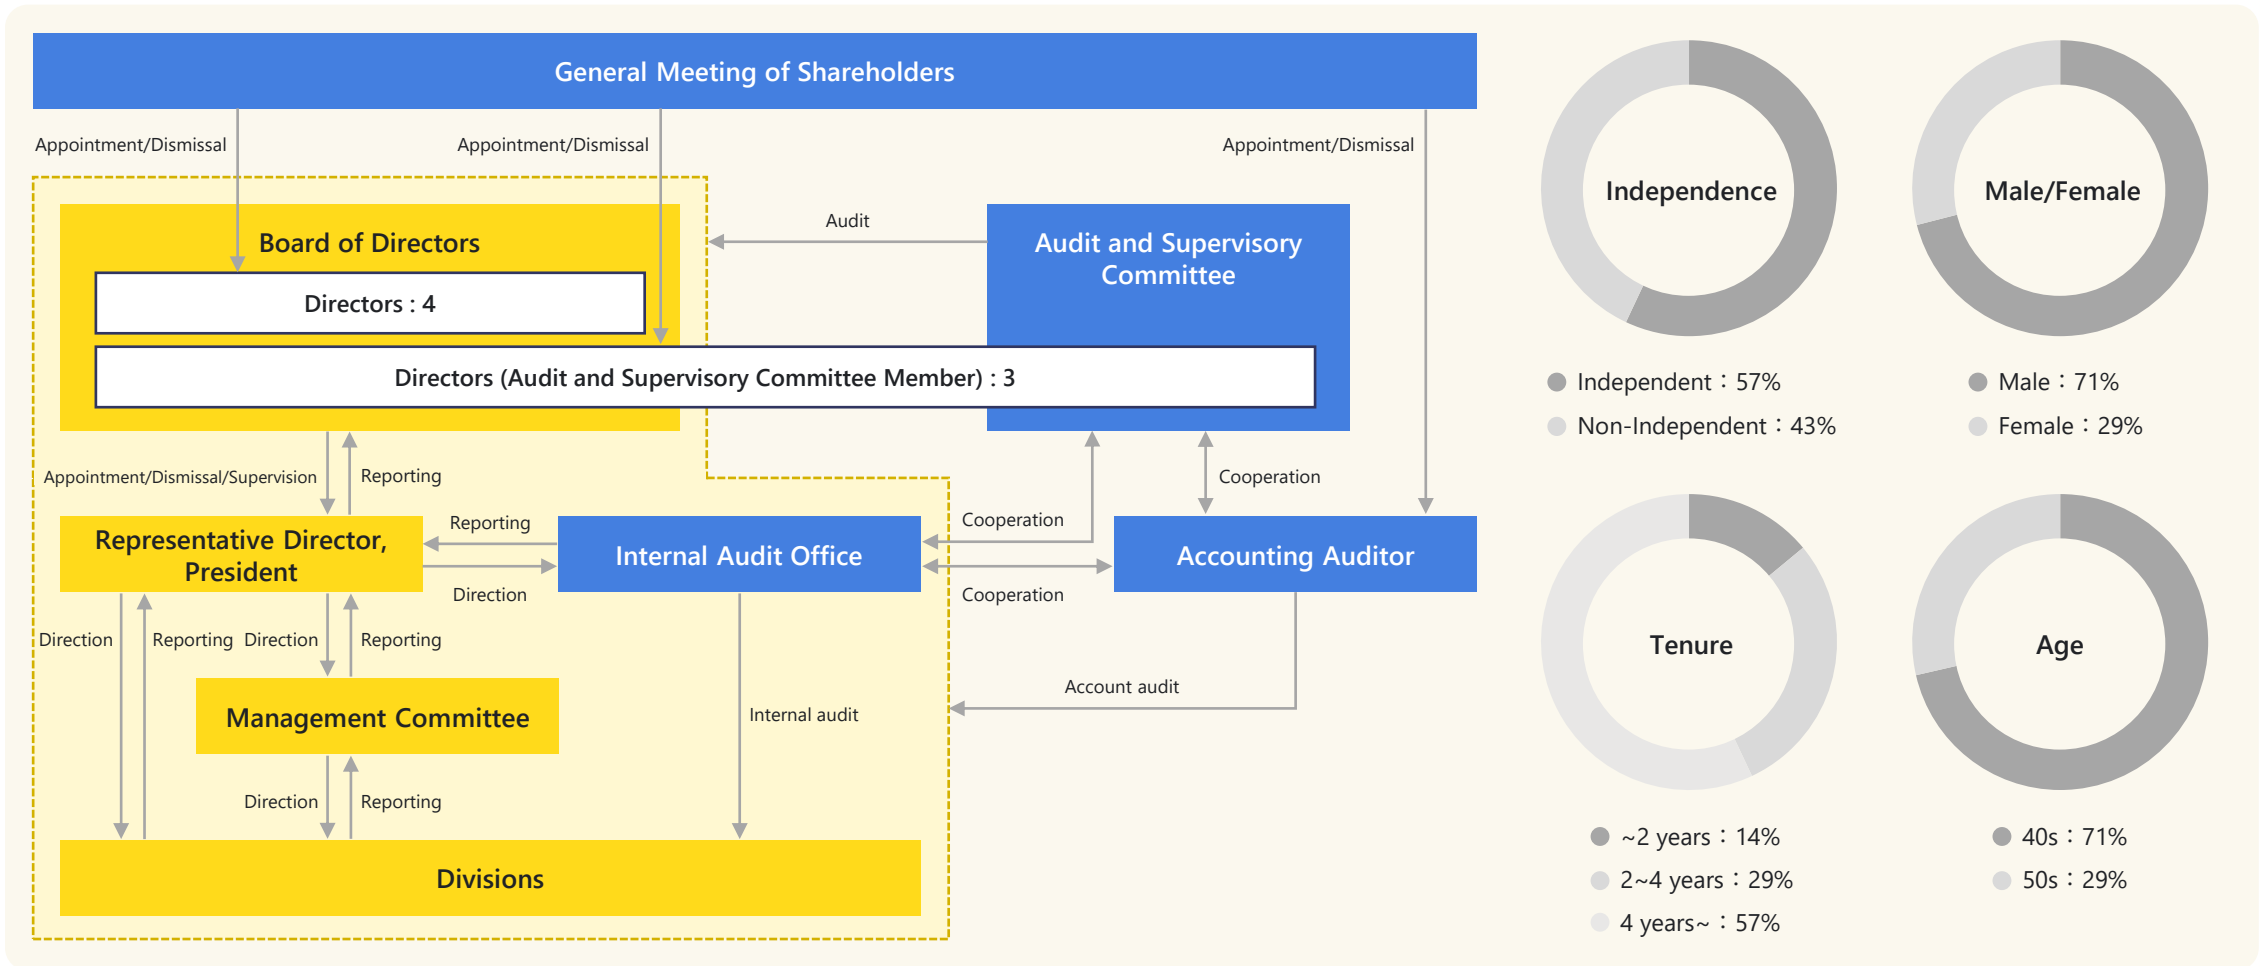 General Meeting of Shareholders
Appointment/Dismissal
Appointment/Dismissal
Appointment/Dismissal
Board of Directors
Directors : 4
Audit
Audit and Supervisory
Committee
Directors (Audit and Supervisory Committee Member) : 3
Appointment/Dismissal/Supervision
Reporting
Cooperation
Representative Director,
President
Reporting
Direction
Internal Audit Office
Cooperation
Cooperation
Accounting Auditor
Direction
Reporting
Direction
Reporting
Management Committee
Internal audit
Account audit
Direction
Reporting
Divisions
Independence
Independent：57%
Non-Independent：43%
Male/Female
Male：71%
Female：29%
Tenure
~2 years：14%
2~4 years：29%
4 years~：57%
Age
40s：71%
50s：29%